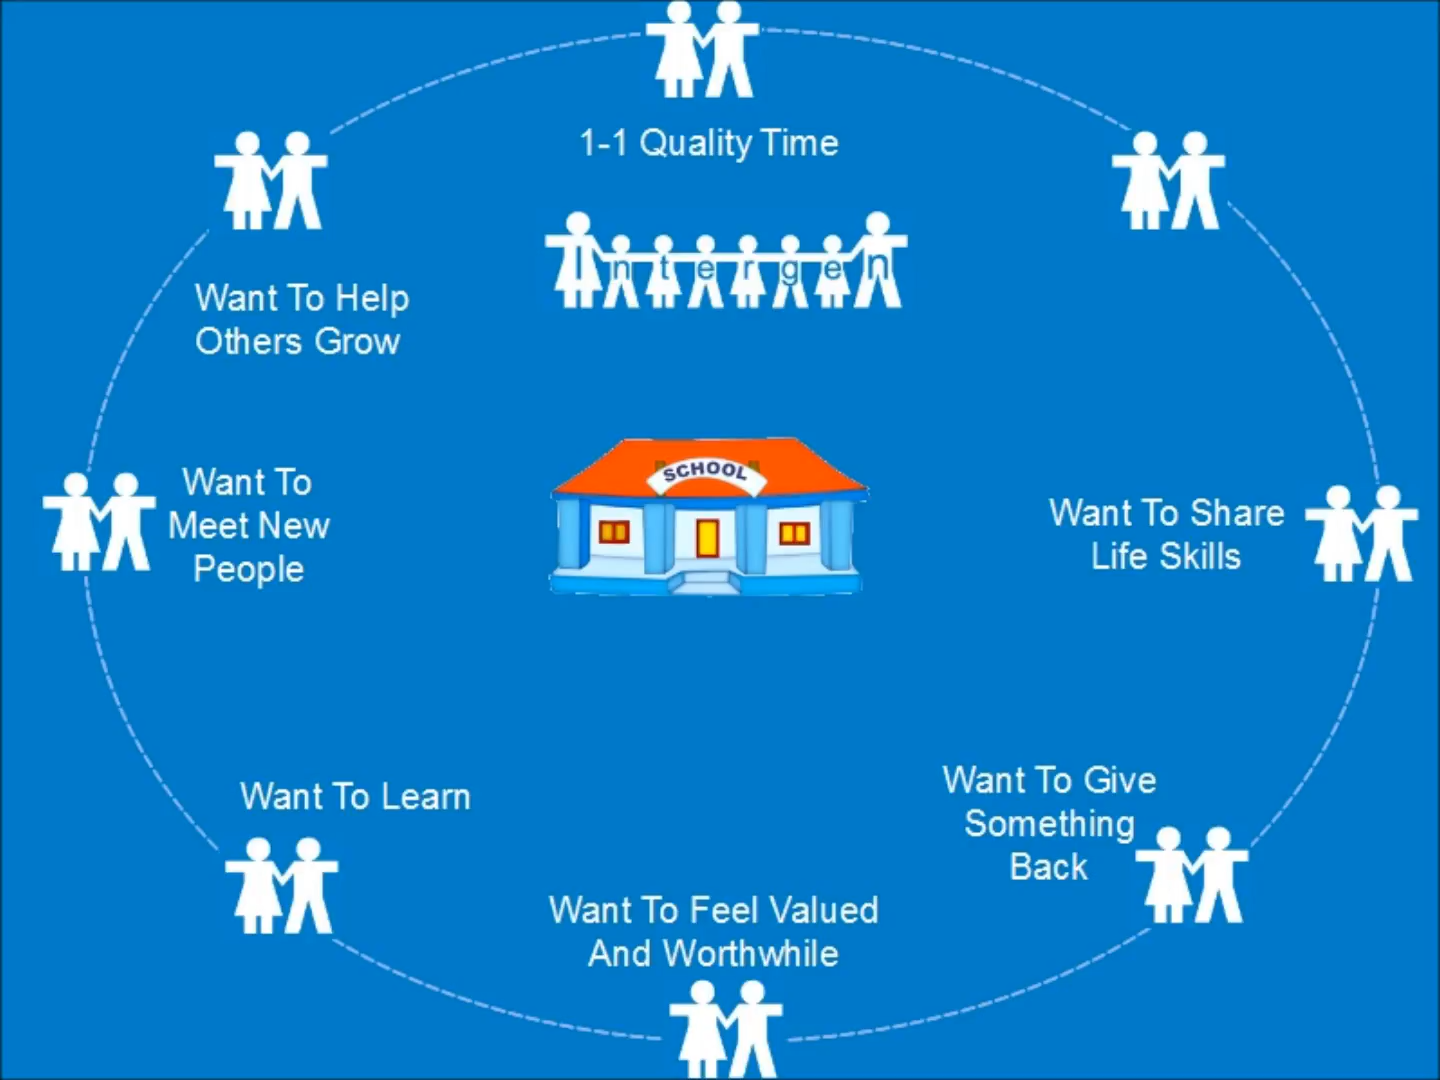 1-1 Quality Time
Intergen
Want To Help
Others Grow
SCHOOL
Want To
Meet New
People
Want To Share
Life Skills
Want To Learn
Want To Give
Something
Back
Want To Feel Valued
And Worthwhile